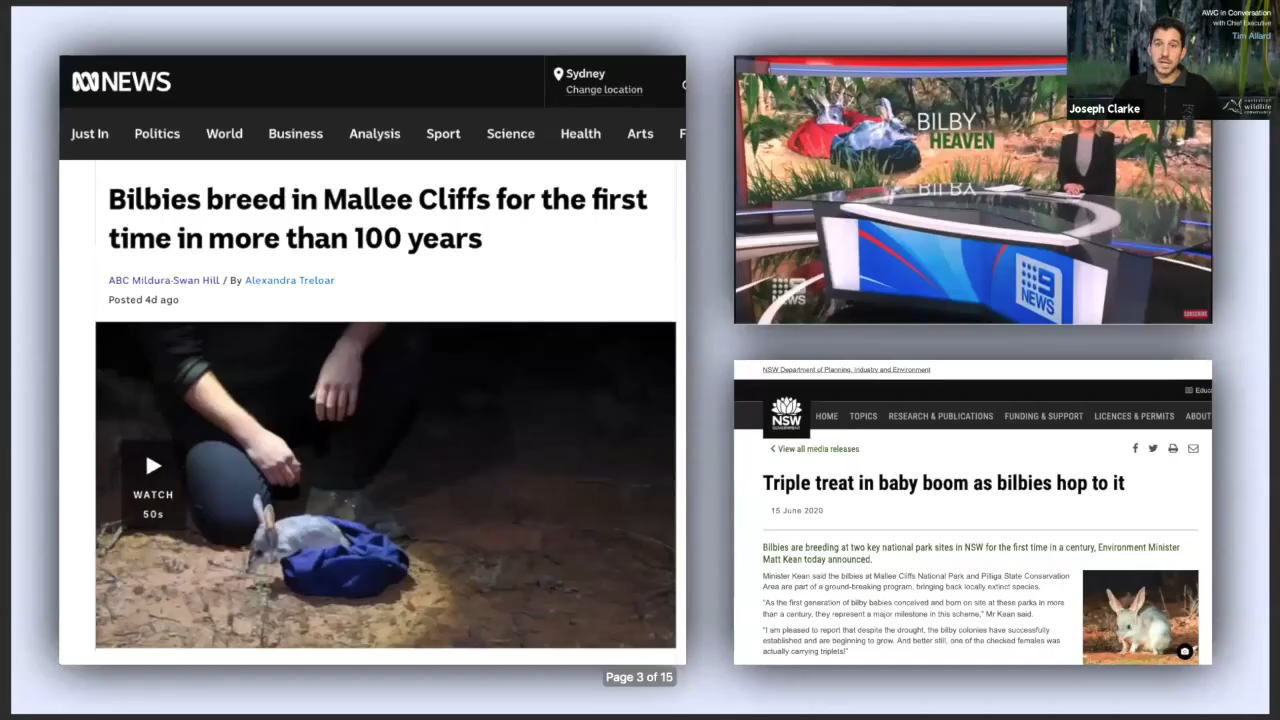 NEWS
Sydney
Change location
Just In Politics World Business Analysis Sport Science Health Arts F
Bilbies breed in Mallee Cliffs for the first
time in more than 100 years
ABC Mildura-Swan Hill / By Alexandra Treloar
Posted 4d ago
WATCH
50s
BILBY
HEAVEN
9
NEWS
9
NEWS
SUBSCRIBE
AWC in Conversation
with Chief Executive
Tim Allard
Joseph Clarke
australian
wildlife
conservancy
NSW Department of Planning, Industry and Environment
Educ
NSW
GOVERNMENT
HOME TOPICS RESEARCH & PUBLICATIONS FUNDING & SUPPORT LICENCES & PERMITS ABOUT
View all media releases
Triple treat in baby boom as bilbies hop to it
15 June 2020
Bilbies are breeding at two key national park sites in NSW for the first time in a century, Environment Minister
Matt Kean today announced.
Minister Kean said the bilbies at Mallee Cliffs National Park and Pilliga State Conservation
Area are part of a ground-breaking program, bringing back locally extinct species.
"As the first generation of bilby babies conceived and born on site at these parks in more
than a century, they represent a major milestone in this scheme," Mr Kean said.
"I am pleased to report that despite the drought, the bilby colonies have successfully
established and are beginning to grow. And better still, one of the checked females was
actually carrying triplets!"
Page 3 of 15